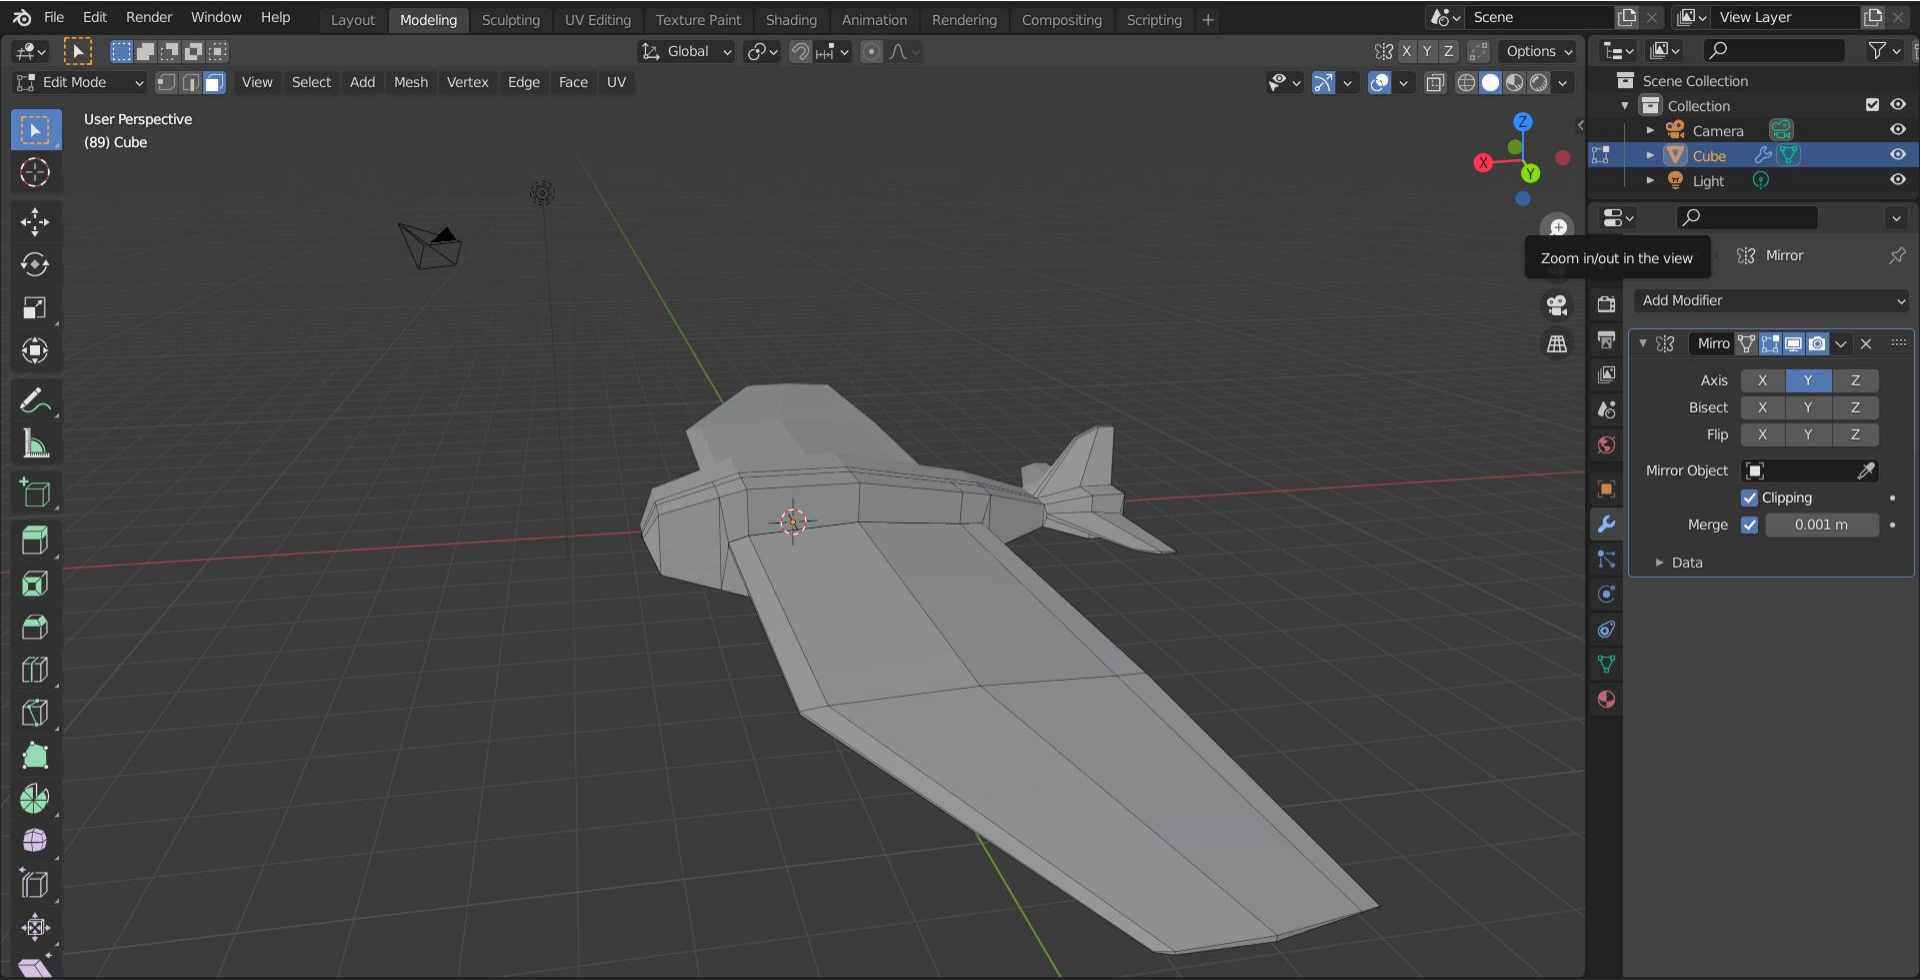 File Edit Render Window Help Layout Modeling Sculpting UV Editing Texture Paint Shading Animation Rendering Compositing Scripting + Scene View Layer
Global X Y Z Options
Edit Mode View Select Add Mesh Vertex Edge Face UV
User Perspective
(89) Cube
Z
X
Y
Scene Collection
Collection
Camera
Cube
Light
Zoom in/out in the view
Mirror
Add Modifier
Mirro
Axis X Y Z
Bisect X Y Z
Flip X Y Z
Mirror Object
Clipping
Merge 0.001 m
Data